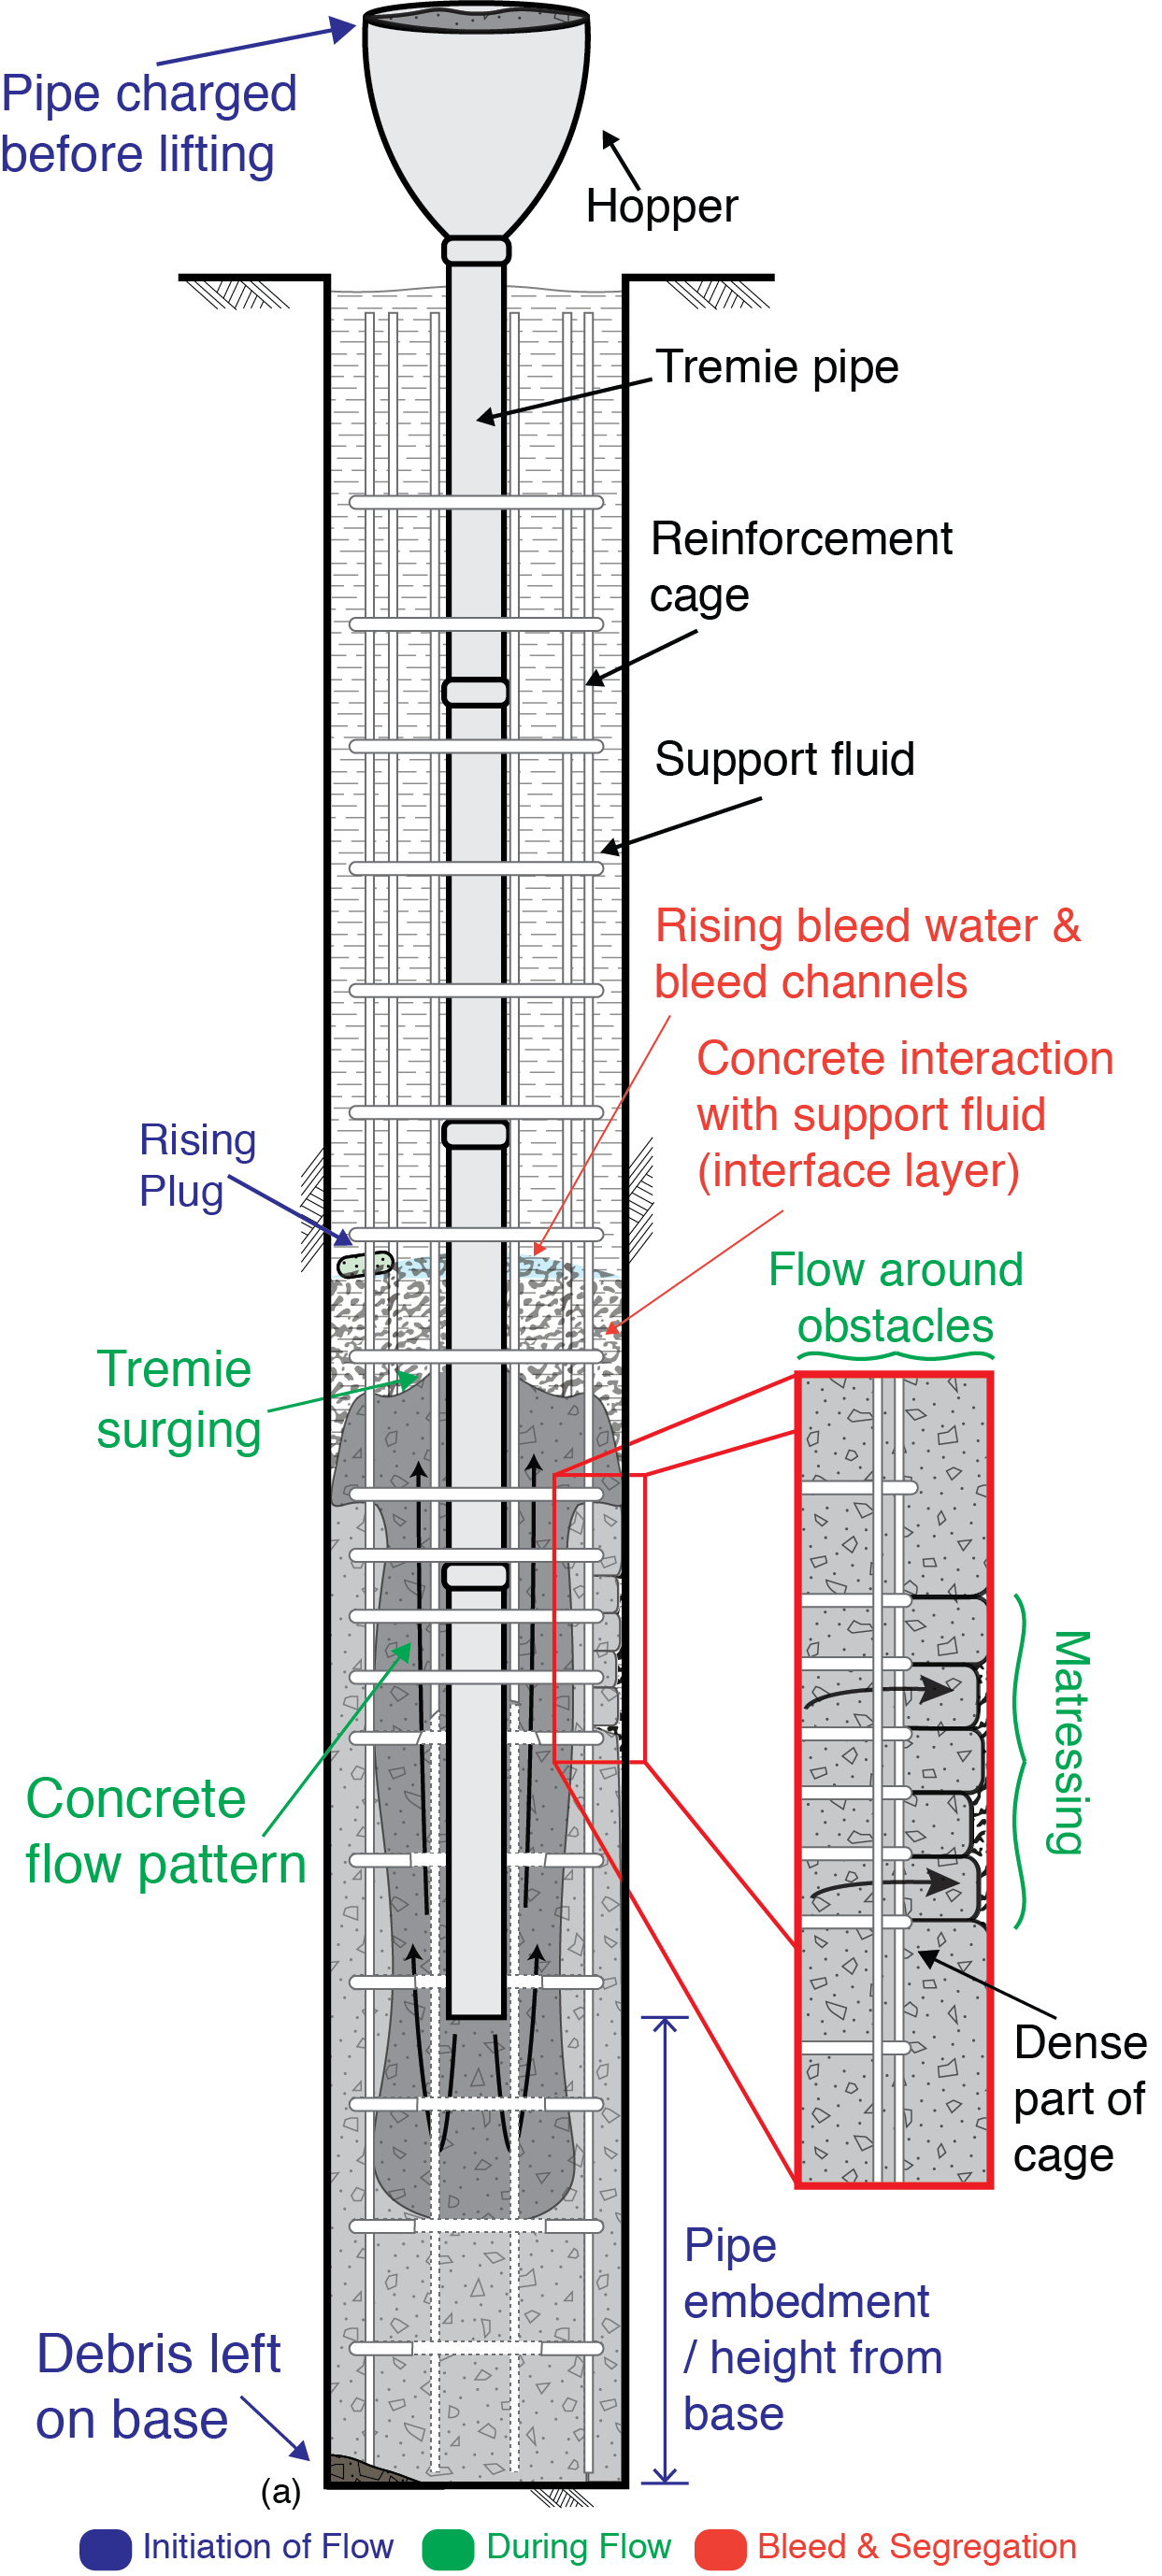 Pipe charged
before lifting
Hopper
Tremie pipe
Reinforcement
cage
Support fluid
Rising bleed water &
bleed channels
Concrete interaction
with support fluid
(interface layer)
Rising
Plug
Flow around
obstacles
Tremie
surging
Matressing
Concrete
flow pattern
Dense
part of
cage
Pipe
embedment
/ height from
base
Debris left
on base
(a)
Initiation of Flow
During Flow
Bleed & Segregation